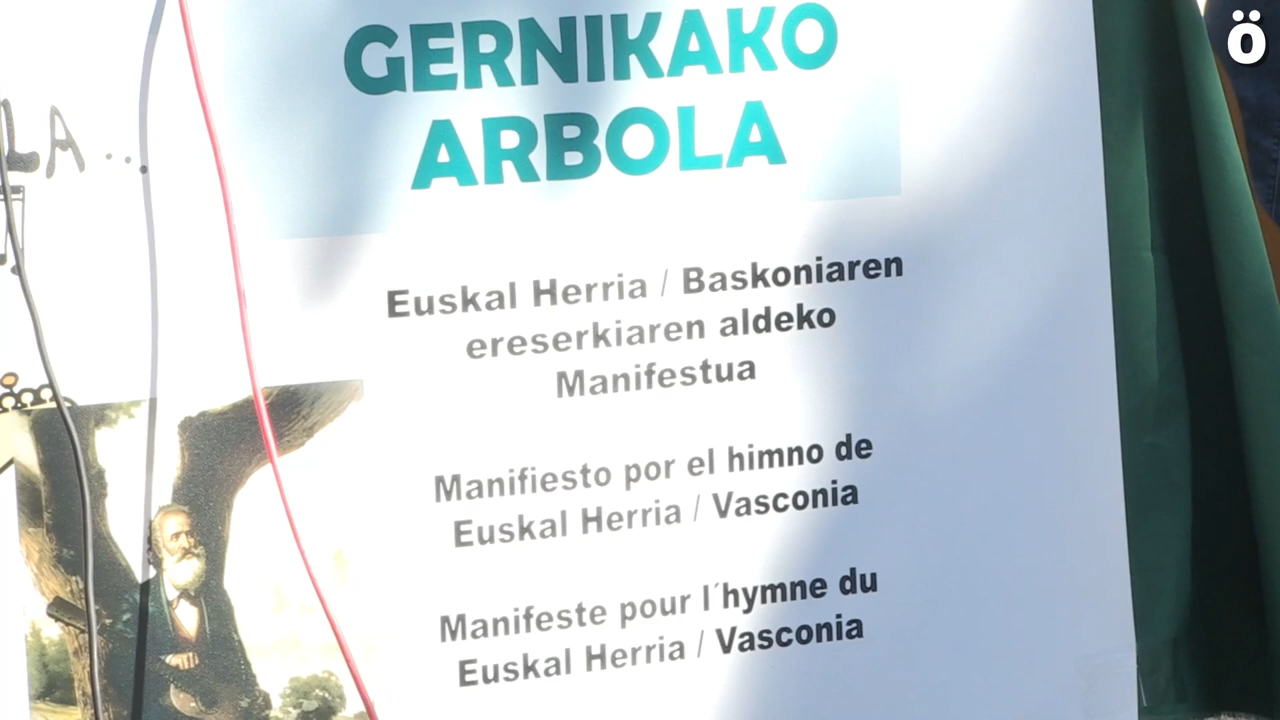 GERNIKAKO
ARBOLA
LA...
Euskal Herria / Baskoniaren
ereserkiaren aldeko
Manifestua
Manifiesto por el himno de
Euskal Herria / Vasconia
Manifeste pour l´hymne du
Euskal Herria / Vasconia
ö